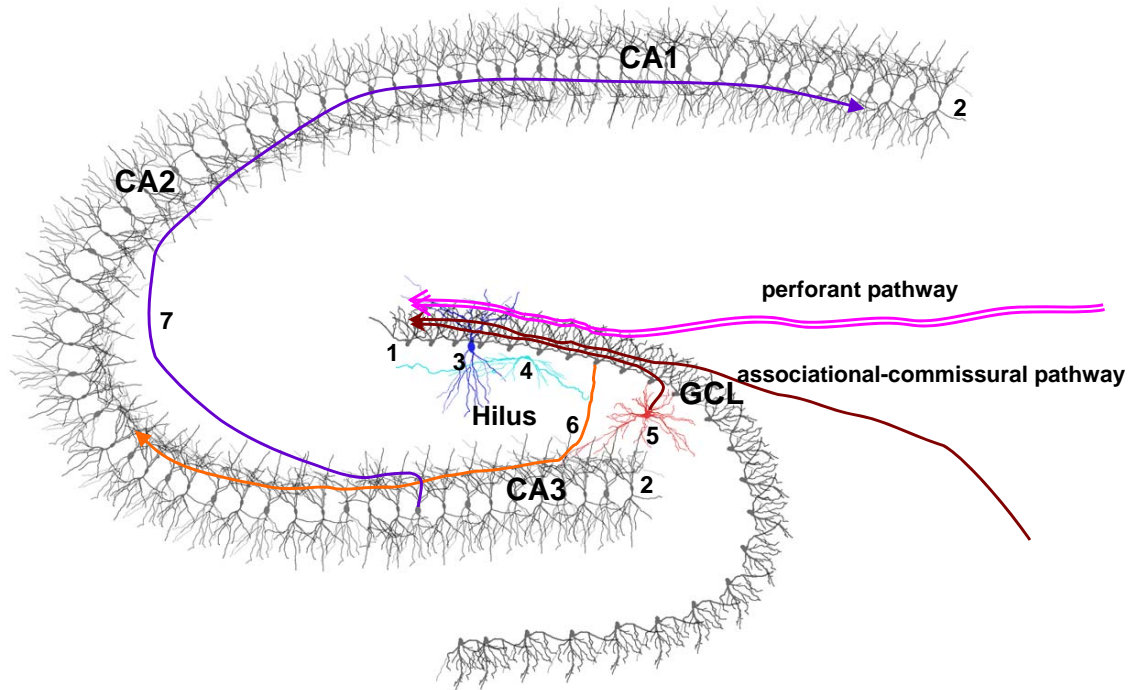 CA1
2
CA2
perforant pathway
7
1
3
4
associational-commissural pathway
GCL
Hilus
6
5
CA3
2